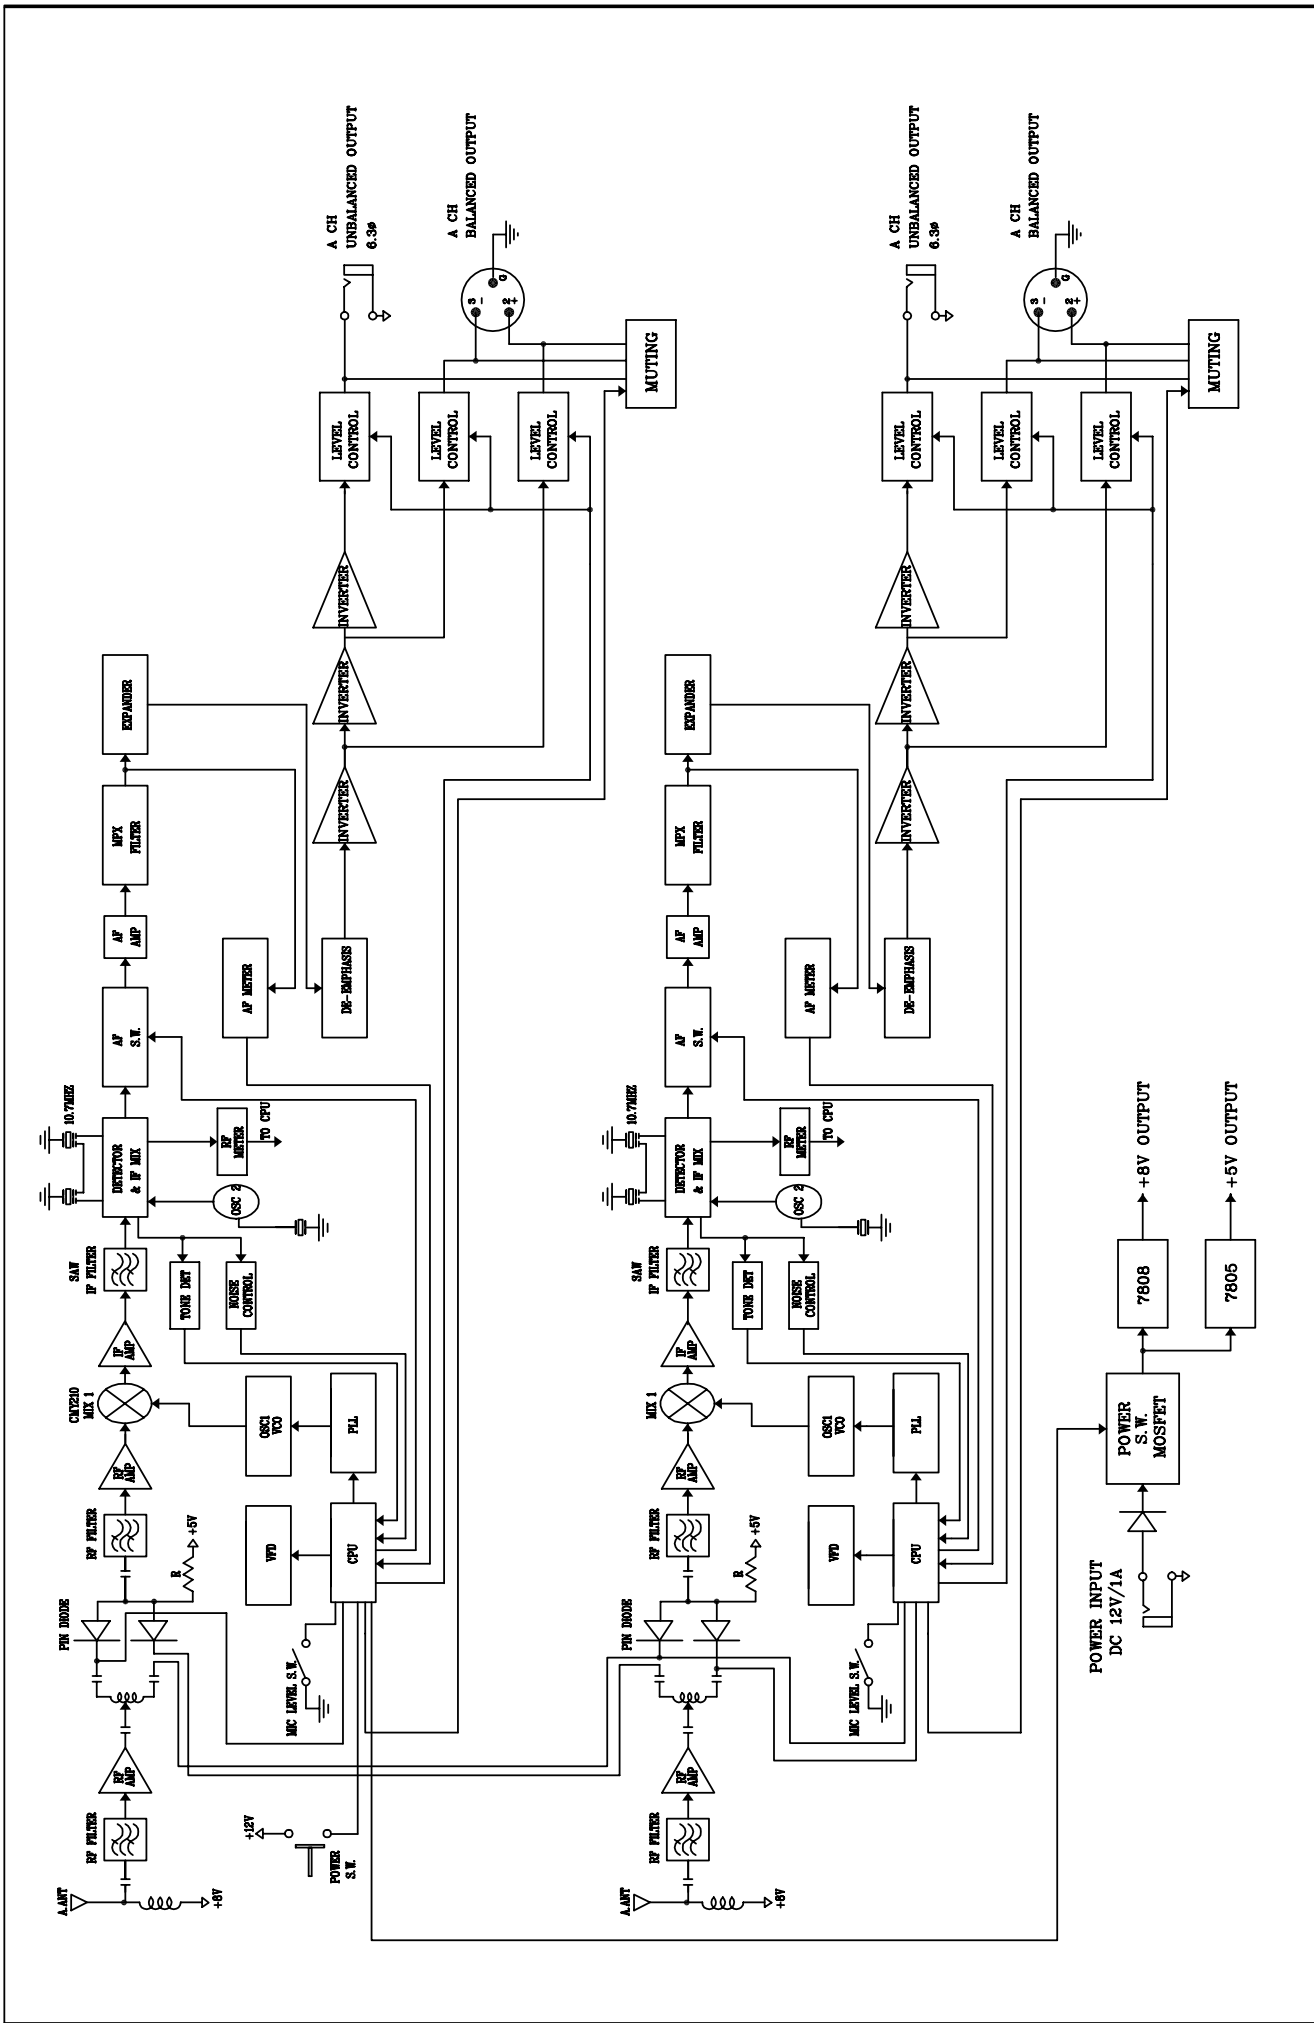 A.ANT
+8V
RF FILTER
RF
AMP
PIN DIODE
R
+5V
RF FILTER
RF
AMP
CMY210
MIX 1
IF
AMP
SAW
IF FILTER
DETECTOR
& IF MIX
10.7MHZ
OSC 2
RF
METER
TO CPU
AF
S.W.
AF
AMP
MPX
FILTER
EXPANDER
TONE DET
NOISE
CONTROL
AF METER
DE-EMPHASIS
INVERTER
INVERTER
INVERTER
OSC1
VCO
PLL
VFD
CPU
MIC LEVEL S.W.
+12V
POWER
S.W.
LEVEL
CONTROL
LEVEL
CONTROL
LEVEL
CONTROL
MUTING
A CH
UNBALANCED OUTPUT
6.3ø
A CH
BALANCED OUTPUT
3
-
2
+
G
A.ANT
+8V
RF FILTER
RF
AMP
PIN DIODE
R
+5V
RF FILTER
RF
AMP
MIX 1
IF
AMP
SAW
IF FILTER
DETECTOR
& IF MIX
10.7MHZ
OSC 2
RF
METER
TO CPU
AF
S.W.
AF
AMP
MPX
FILTER
EXPANDER
TONE DET
NOISE
CONTROL
AF METER
DE-EMPHASIS
INVERTER
INVERTER
INVERTER
OSC1
VCO
PLL
VFD
CPU
MIC LEVEL S.W.
LEVEL
CONTROL
LEVEL
CONTROL
LEVEL
CONTROL
MUTING
A CH
UNBALANCED OUTPUT
6.3ø
A CH
BALANCED OUTPUT
3
-
2
+
G
POWER INPUT
DC 12V/1A
POWER
S.W.
MOSFET
7808
+8V OUTPUT
7805
+5V OUTPUT